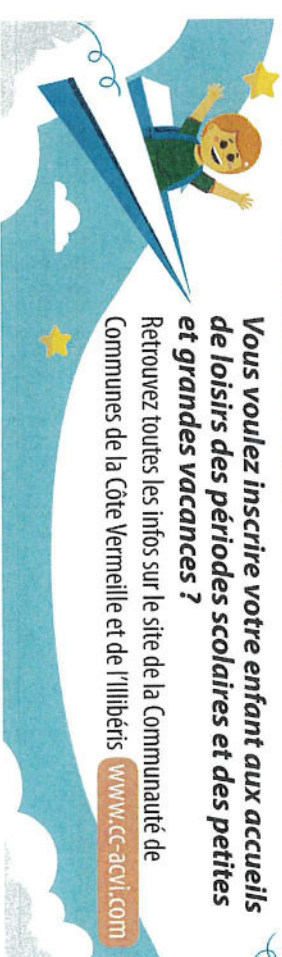 Vous voulez inscrire votre enfant aux accueils
de loisirs des périodes scolaires et des petites
et grandes vacances ?
Retrouvez toutes les infos sur le site de la Communauté de
Communes de la Côte Vermeille et de l'Illibéris www.cc-acvi.com